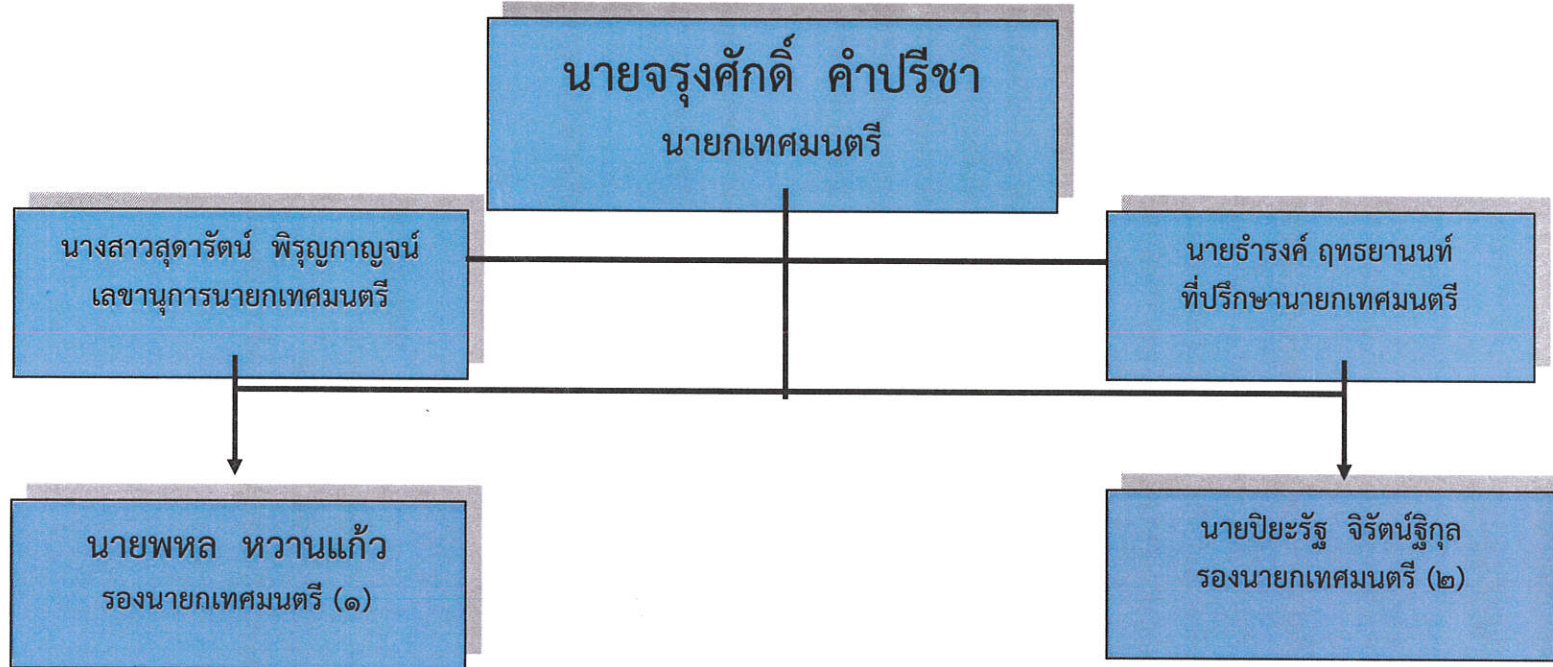 นายจรุงศักดิ์ คำปรีชา
นายกเทศมนตรี
นางสาวสุดารัตน์ พิรุญกาญจน์
เลขานุการนายกเทศมนตรี
นายธำรงค์ ฤทธยานนท์
ที่ปรึกษานายกเทศมนตรี
นายพหล หวานแก้ว
รองนายกเทศมนตรี (๑)
นายปิยะรัฐ จิรัตน์ฐิกุล
รองนายกเทศมนตรี (๒)